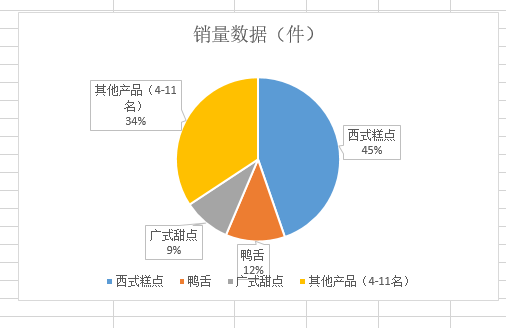 销量数据（件）
其他产品（4-11
名）
34%
西式糕点
45%
广式甜点
9%
鸭舌
12%
西式糕点 鸭舌 广式甜点 其他产品（4-11名）